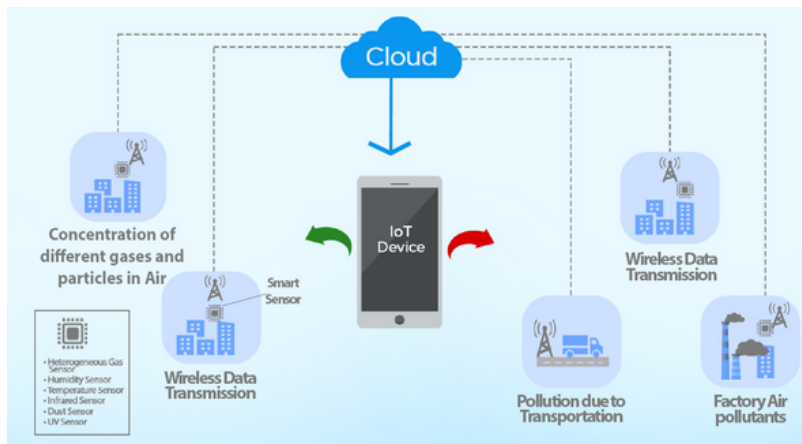 Cloud
IoT
Device
Concentration of
different gases and
particles in Air
Smart
Sensor
Wireless Data
Transmission
Wireless Data
Transmission
• Heterogeneous Gas
Sensor
• Humidity Sensor
• Temperature Sensor
• Infrared Sensor
• Dust Sensor
• UV Sensor
Pollution due to
Transportation
Factory Air
pollutants